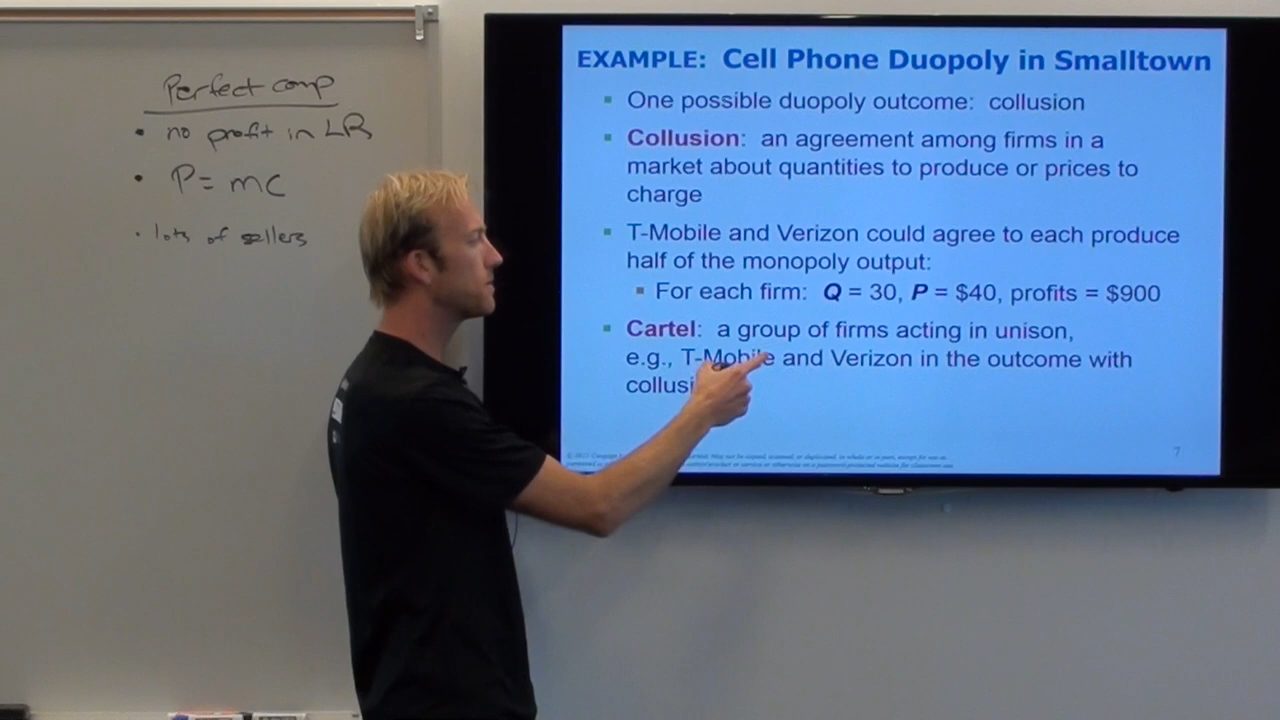 Perfect comp
• no profit in LR
• P = MC
• lots of sellers
EXAMPLE: Cell Phone Duopoly in Smalltown
▪ One possible duopoly outcome: collusion
▪ Collusion: an agreement among firms in a
market about quantities to produce or prices to
charge
▪ T-Mobile and Verizon could agree to each produce
half of the monopoly output:
▪ For each firm: Q = 30, P = $40, profits = $900
▪ Cartel: a group of firms acting in unison,
e.g., T-Mobile and Verizon in the outcome with
collusi
7